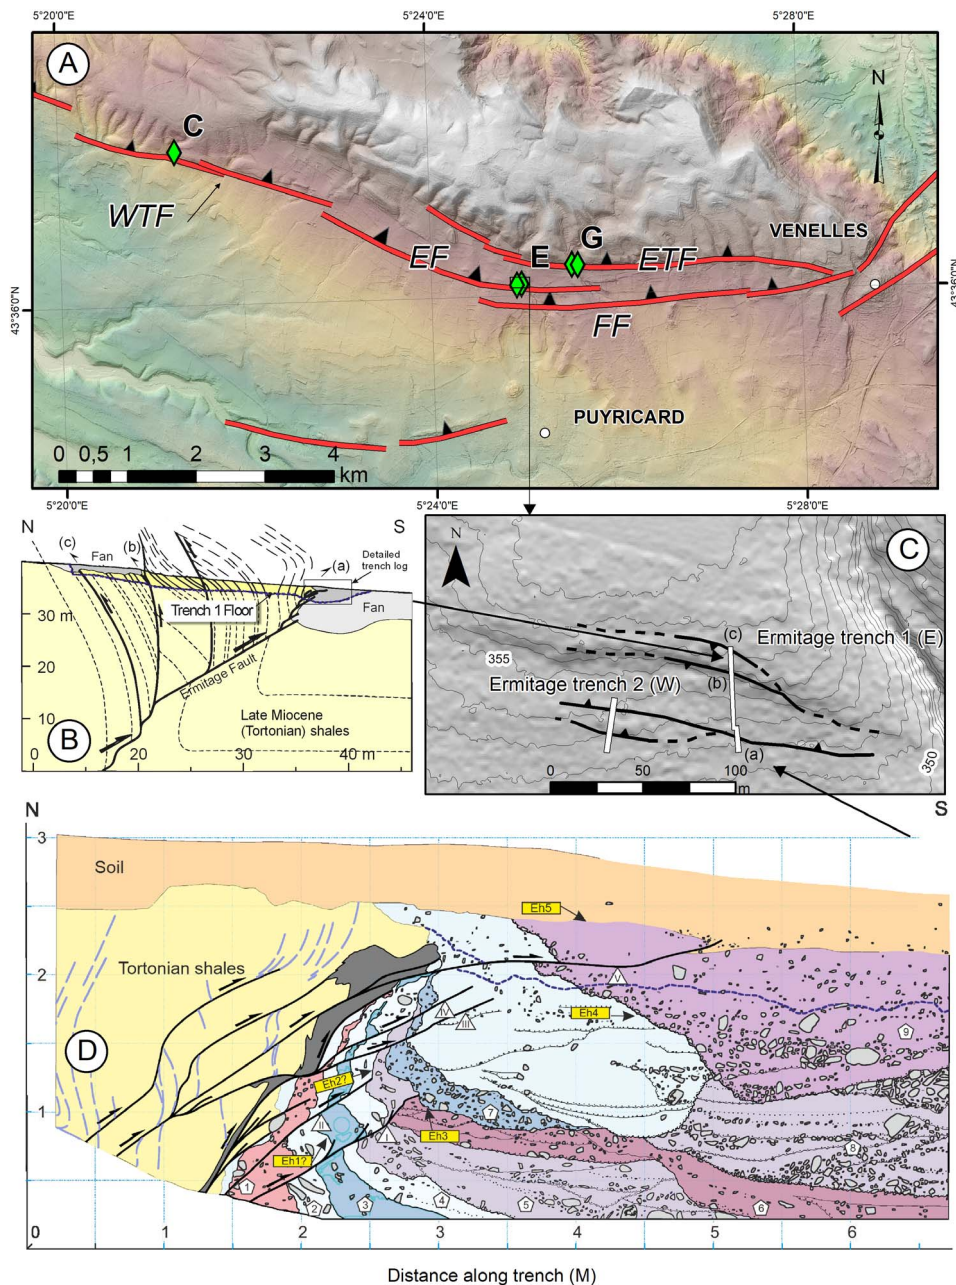 5°20'0"E
5°24'0"E
5°28'0"E
A
N
C
WTF
VENELLES
G
EF
E
ETF
43°36'0"N
43°36'0"N
FF
PUYRICARD
0 0,5 1 2 3 4
km
5°20'0"E
5°24'0"E
5°28'0"E
N
S
(c)
(b)
(a)
Fan
Detailed
trench log
Trench 1 Floor
Fan
30 m
20
Ermitage Fault
10
Late Miocene
(Tortonian) shales
B
0
20
30
40 m
C
(c)
Ermitage trench 1 (E)
355
(b)
Ermitage trench 2 (W)
(a)
350
0 50 100
m
N
S
3
Soil
Eh5
Tortonian shales
2
V
IV
III
Eh4
9
D
Eh2?
1
II
7
I
Eh3
Eh1?
8
1
2
3
4
5
6
0 1 2 3 4 5 6
Distance along trench (M)